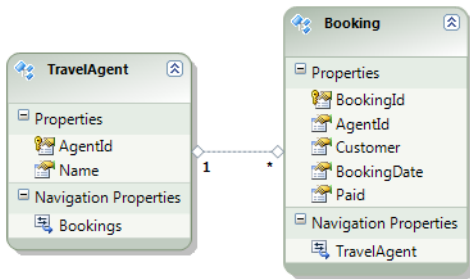 TravelAgent
Properties
AgentId
Name
Navigation Properties
Bookings
1
*
Booking
Properties
BookingId
AgentId
Customer
BookingDate
Paid
Navigation Properties
TravelAgent